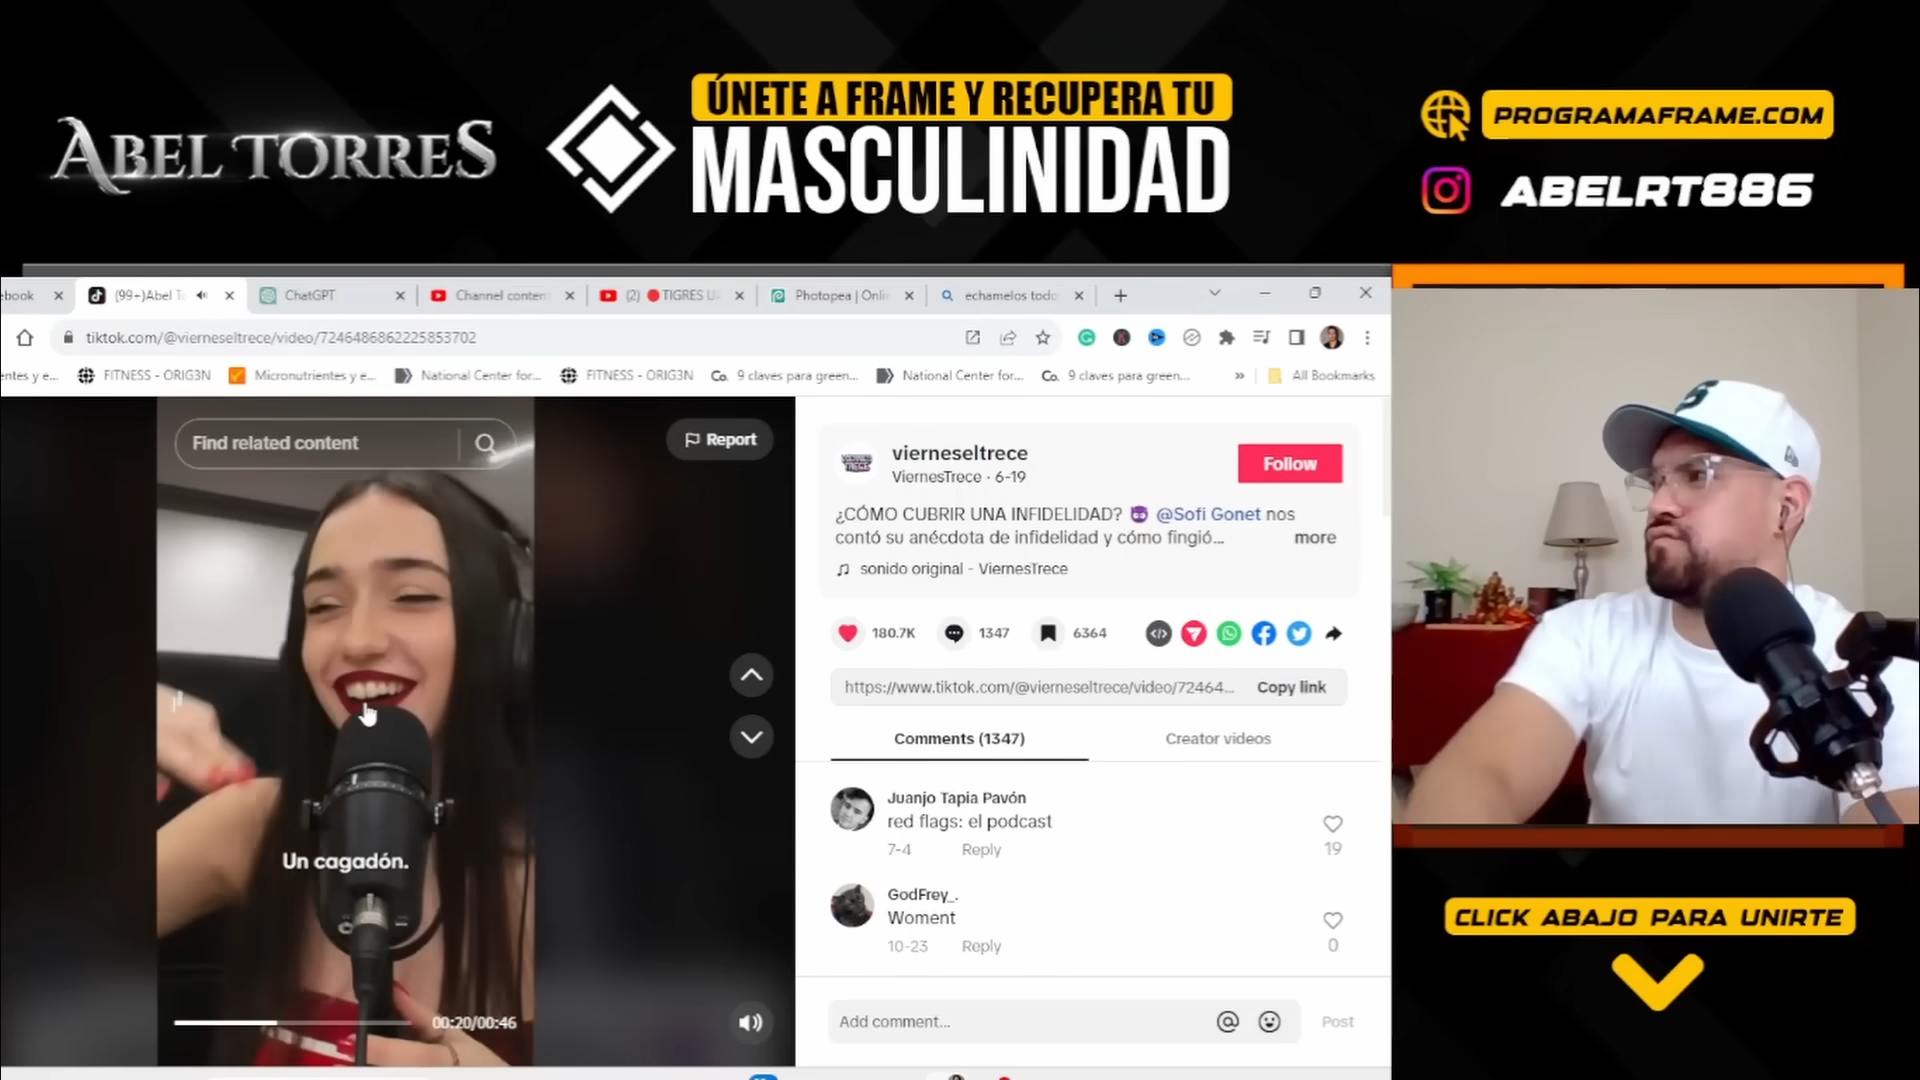 ABEL TORRES
ÚNETE A FRAME Y RECUPERA TU
MASCULINIDAD
PROGRAMAFRAME.COM
ABELRT886
ebook
(99+)Abel T
ChatGPT
Channel content
(2) TIGRES U
Photopea | Onli
echamelos todo
tiktok.com/@vierneseltrece/video/7246486862225853702
entes y e...
FITNESS - ORIG3N
Micronutrientes y e...
National Center for...
FITNESS - ORIG3N
Co. 9 claves para green...
National Center for...
Co. 9 claves para green...
»
All Bookmarks
Find related content
Report
vierneseltrece
ViernesTrece · 6-19
Follow
¿CÓMO CUBRIR UNA INFIDELIDAD? 😈 @Sofi Gonet nos
contó su anécdota de infidelidad y cómo fingió... more
sonido original - ViernesTrece
180.7K
1347
6364
https://www.tiktok.com/@vierneseltrece/video/72464... Copy link
Comments (1347)
Creator videos
Juanjo Tapia Pavón
red flags: el podcast
7-4 Reply
19
GodFrey_.
Woment
10-23 Reply
0
Add comment...
Post
Un cagadón.
00:20/00:46
CLICK ABAJO PARA UNIRTE